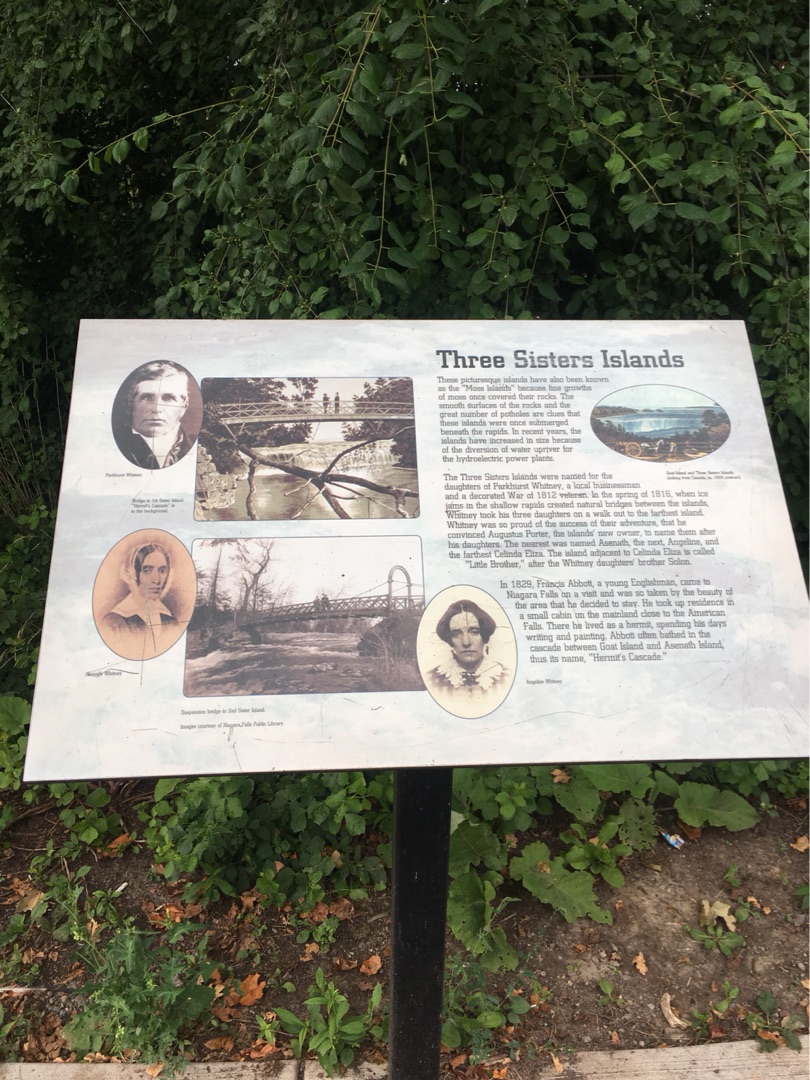 Three Sisters Islands
These picturesque islands have also been known
as the "Moss Islands" because fine growths
of moss once covered their rocks. The
smooth surfaces of the rocks and the
great number of potholes are clues that
these islands were once submerged
beneath the rapids. In recent years, the
islands have increased in size because
of the diversion of water upriver for
the hydroelectric power plants.
Goat Island and Three Sisters Islands
The Three Sisters Islands were named for the
daughters of Parkhurst Whitney, a local businessman
and a decorated War of 1812 veteran. In the spring of 1816, when ice
jams in the shallow rapids created natural bridges between the islands,
Whitney took his three daughters on a walk out to the farthest island.
Whitney was so proud of the success of their adventure, that he
convinced Augustus Porter, the islands' new owner, to name them after
his daughters. The nearest was named Asenath, the next, Angeline, and
the farthest Celinda Eliza. The island adjacent to Celinda Eliza is called
"Little Brother," after the Whitney daughters' brother Solon.
In 1829, Francis Abbott, a young Englishman, came to
Niagara Falls on a visit and was so taken by the beauty of
the area that he decided to stay. He took up residence in
a small cabin on the mainland close to the American
Falls. There he lived as a hermit, spending his days
writing and painting. Abbott often bathed in the
cascade between Goat Island and Asenath Island,
thus its name, "Hermit's Cascade."
Parkhurst Whitney
Bridge to 1st Sister Island.
"Hermit's Cascade" is
in the background.
Whitney
Suspension bridge to 2nd Sister Island.
Images courtesy of Niagara Falls Public Library
Angeline Whitney